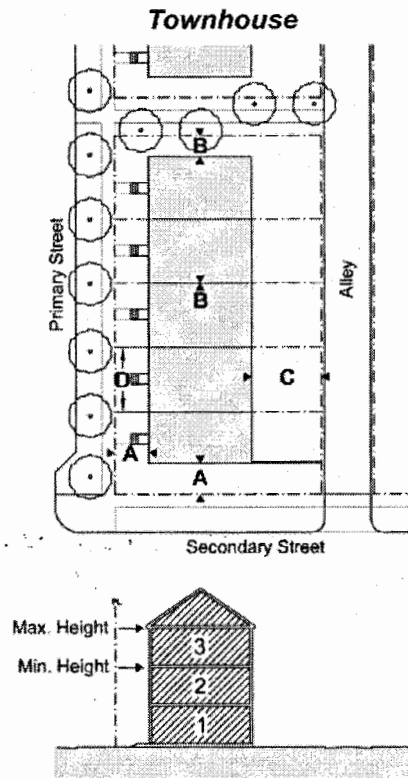 Townhouse
B
Primary Street
Alley
B
O
C
A
A
Secondary Street
Max. Height
3
Min. Height
2
1